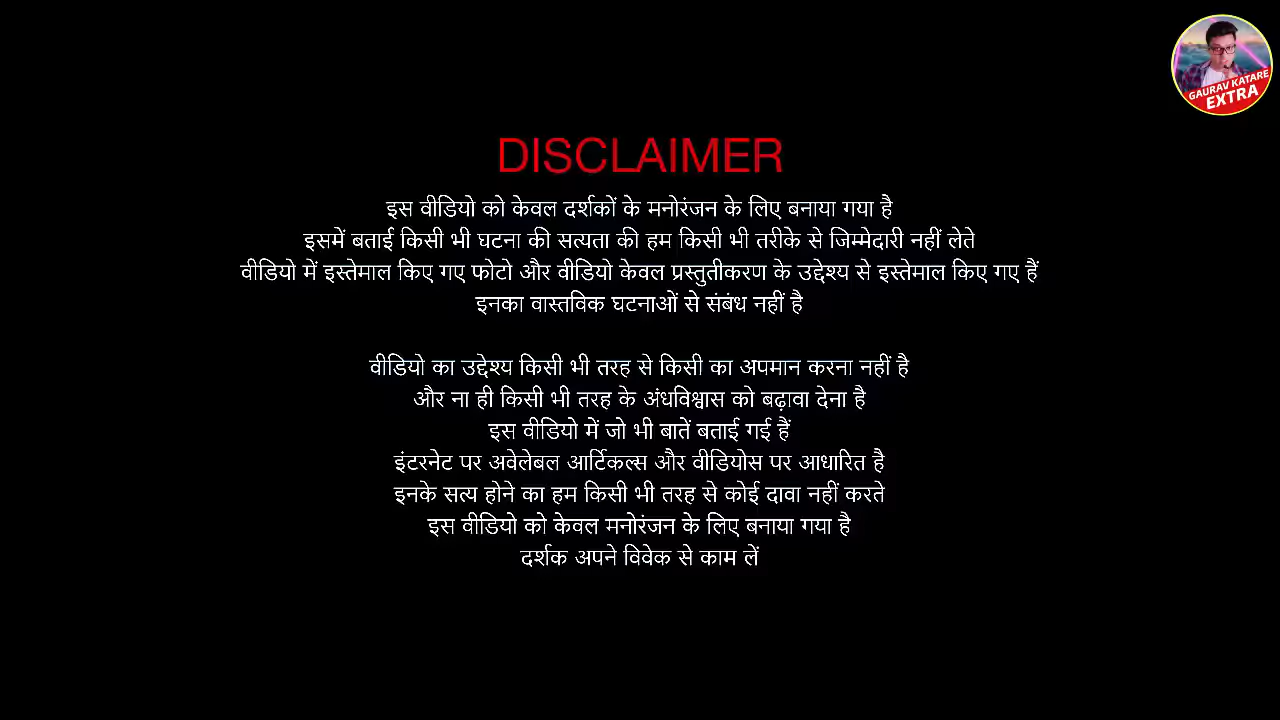 GAURAV KATARE
EXTRA
DISCLAIMER
इस वीडियो को केवल दर्शकों के मनोरंजन के लिए बनाया गया है
इसमें बताई किसी भी घटना की सत्यता की हम किसी भी तरीके से जिम्मेदारी नहीं लेते
वीडियो में इस्तेमाल किए गए फोटो और वीडियो केवल प्रस्तुतीकरण के उद्देश्य से इस्तेमाल किए गए हैं
इनका वास्तविक घटनाओं से संबंध नहीं है
वीडियो का उद्देश्य किसी भी तरह से किसी का अपमान करना नहीं है
और ना ही किसी भी तरह के अंधविश्वास को बढ़ावा देना है
इस वीडियो में जो भी बातें बताई गई हैं
इंटरनेट पर अवेलेबल आर्टिकल्स और वीडियोस पर आधारित है
इनके सत्य होने का हम किसी भी तरह से कोई दावा नहीं करते
इस वीडियो को केवल मनोरंजन के लिए बनाया गया है
दर्शक अपने विवेक से काम लें